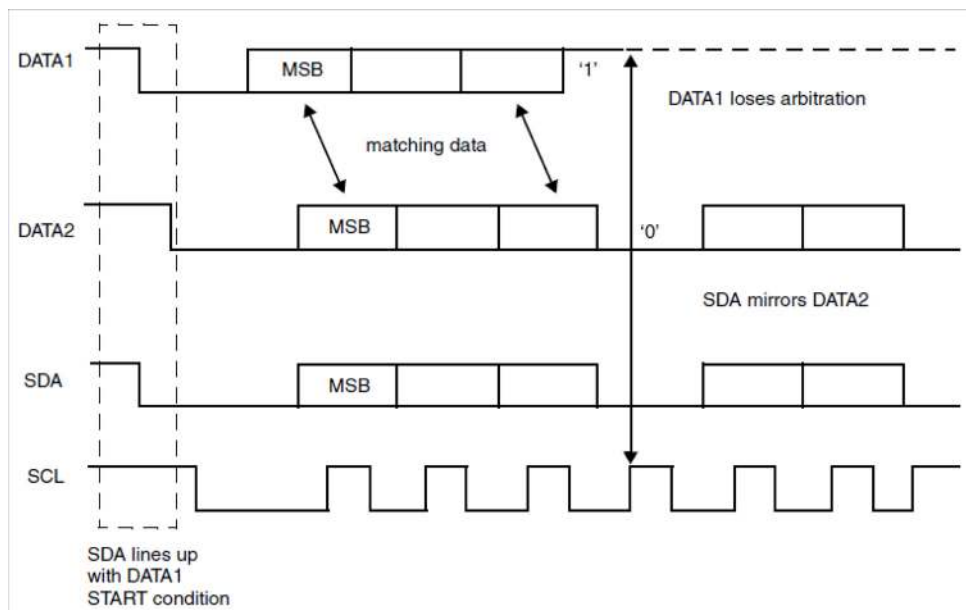 DATA1
MSB
‘1’
DATA1 loses arbitration
matching data
DATA2
MSB
‘0’
SDA mirrors DATA2
SDA
MSB
SCL
SDA lines up
with DATA1
START condition